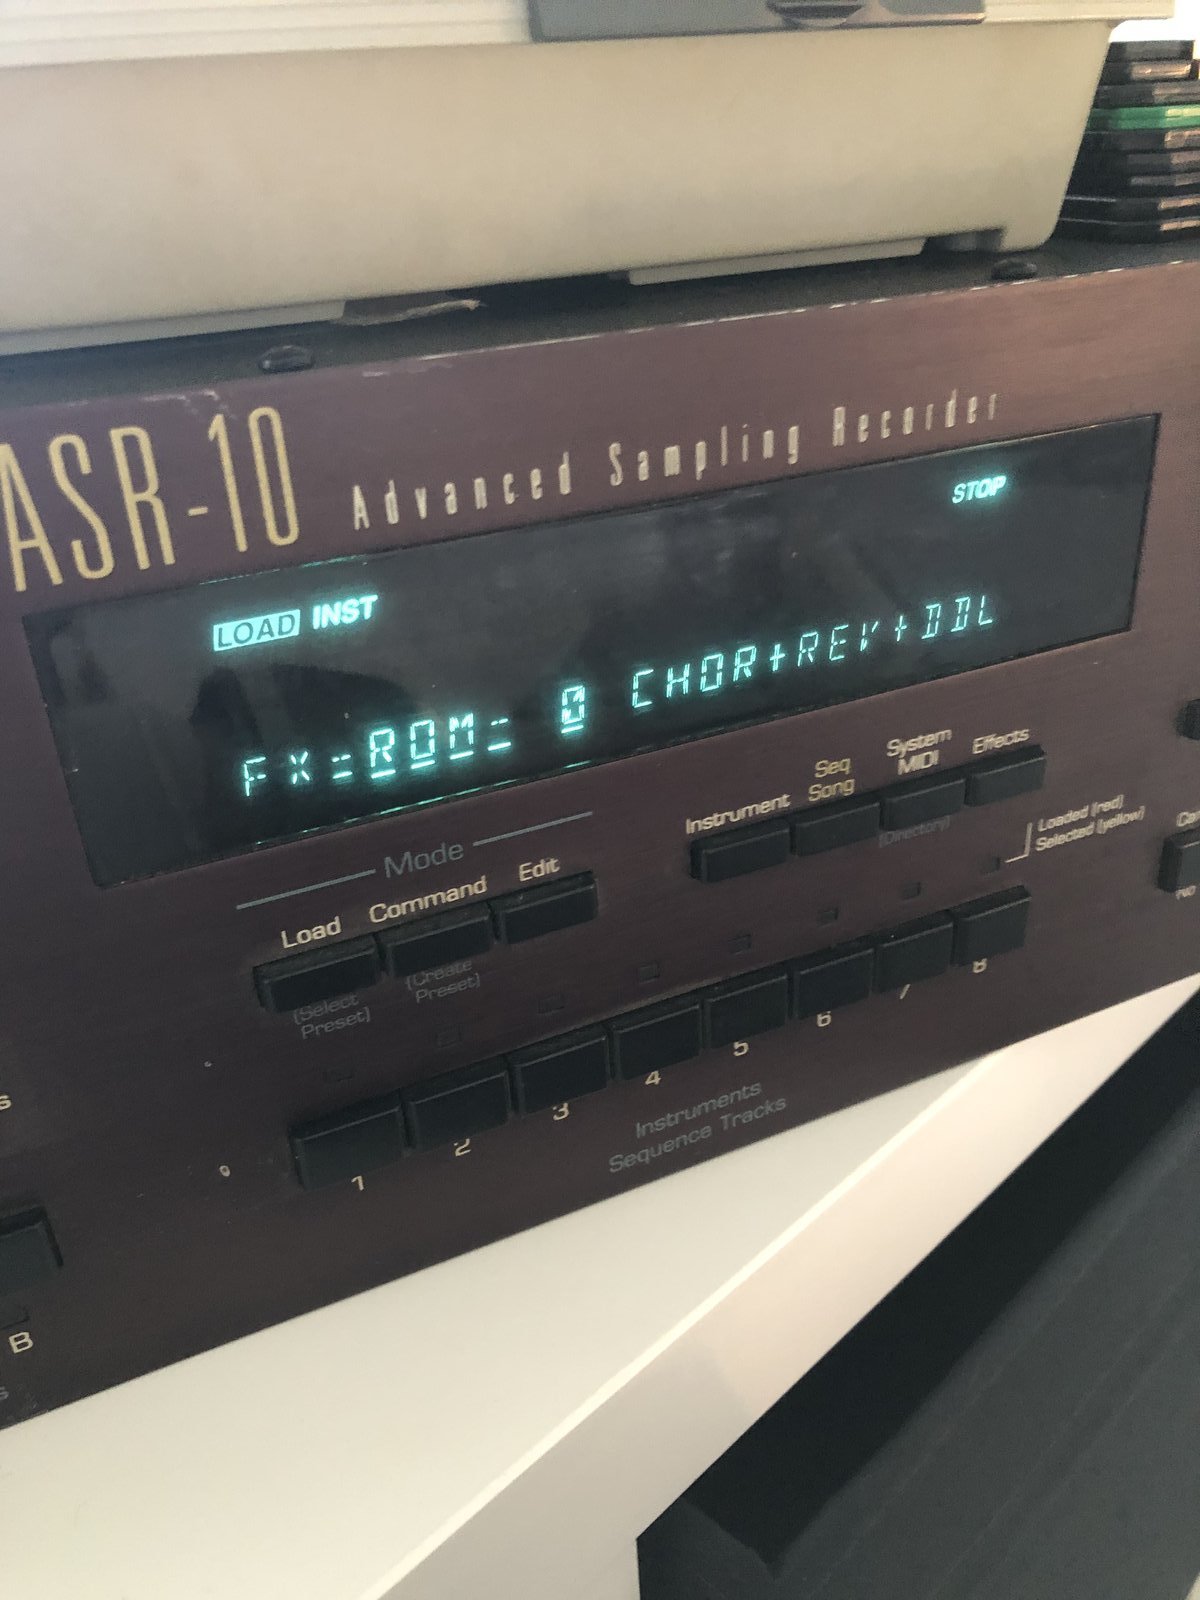 ASR-10 Advanced Sampling Recorder
STOP
LOAD INST
FX=ROM= 0 CHOR+REV+DDL
Mode
Load Command Edit
(Select Preset)
(Create Preset)
Instrument
Seq Song
System MIDI
Effects
(Directory)
Loaded (red)
Selected (yellow)
1 2 3 4 5 6 7 8
Instruments
Sequence Tracks
B